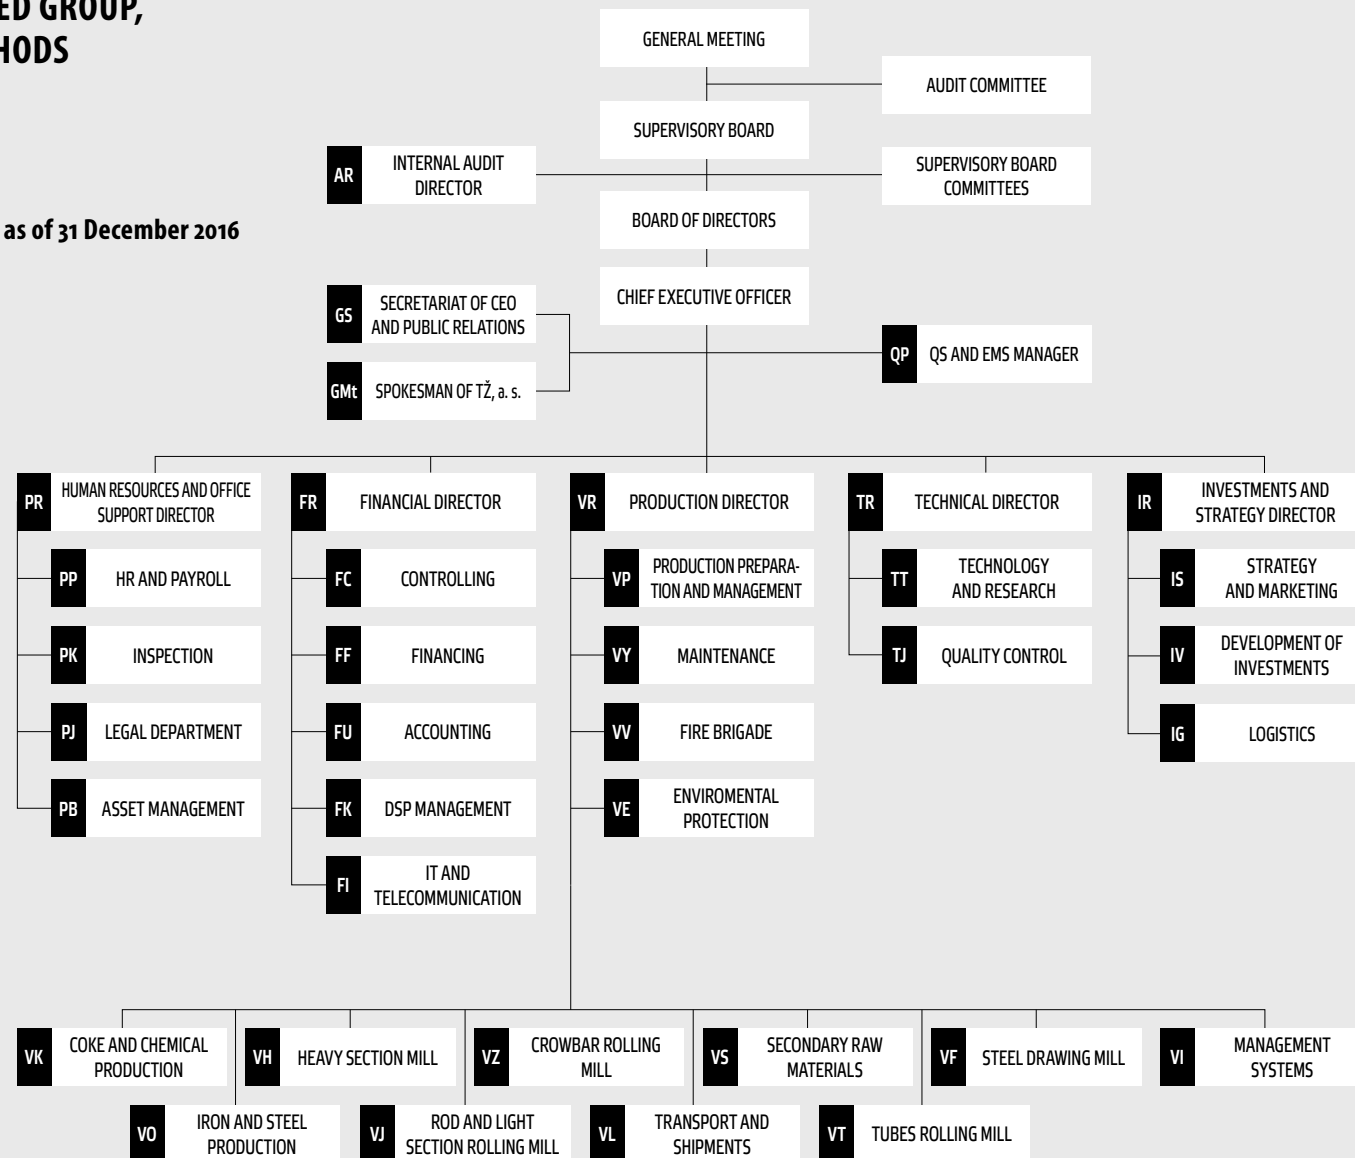 ED GROUP,
HODS
as of 31 December 2016
GENERAL MEETING
AUDIT COMMITTEE
SUPERVISORY BOARD
AR
INTERNAL AUDIT
DIRECTOR
SUPERVISORY BOARD
COMMITTEES
BOARD OF DIRECTORS
CHIEF EXECUTIVE OFFICER
GS
SECRETARIAT OF CEO
AND PUBLIC RELATIONS
QP
QS AND EMS MANAGER
GMt
SPOKESMAN OF TŽ, a. s.
PR
HUMAN RESOURCES AND OFFICE
SUPPORT DIRECTOR
FR
FINANCIAL DIRECTOR
VR
PRODUCTION DIRECTOR
TR
TECHNICAL DIRECTOR
IR
INVESTMENTS AND
STRATEGY DIRECTOR
PP
HR AND PAYROLL
FC
CONTROLLING
VP
PRODUCTION PREPARA-
TION AND MANAGEMENT
TT
TECHNOLOGY
AND RESEARCH
IS
STRATEGY
AND MARKETING
PK
INSPECTION
FF
FINANCING
VY
MAINTENANCE
TJ
QUALITY CONTROL
IV
DEVELOPMENT OF
INVESTMENTS
PJ
LEGAL DEPARTMENT
FU
ACCOUNTING
VV
FIRE BRIGADE
IG
LOGISTICS
PB
ASSET MANAGEMENT
FK
DSP MANAGEMENT
VE
ENVIROMENTAL
PROTECTION
FI
IT AND
TELECOMMUNICATION
VK
COKE AND CHEMICAL
PRODUCTION
VH
HEAVY SECTION MILL
VZ
CROWBAR ROLLING
MILL
VS
SECONDARY RAW
MATERIALS
VF
STEEL DRAWING MILL
VI
MANAGEMENT
SYSTEMS
VO
IRON AND STEEL
PRODUCTION
VJ
ROD AND LIGHT
SECTION ROLLING MILL
VL
TRANSPORT AND
SHIPMENTS
VT
TUBES ROLLING MILL